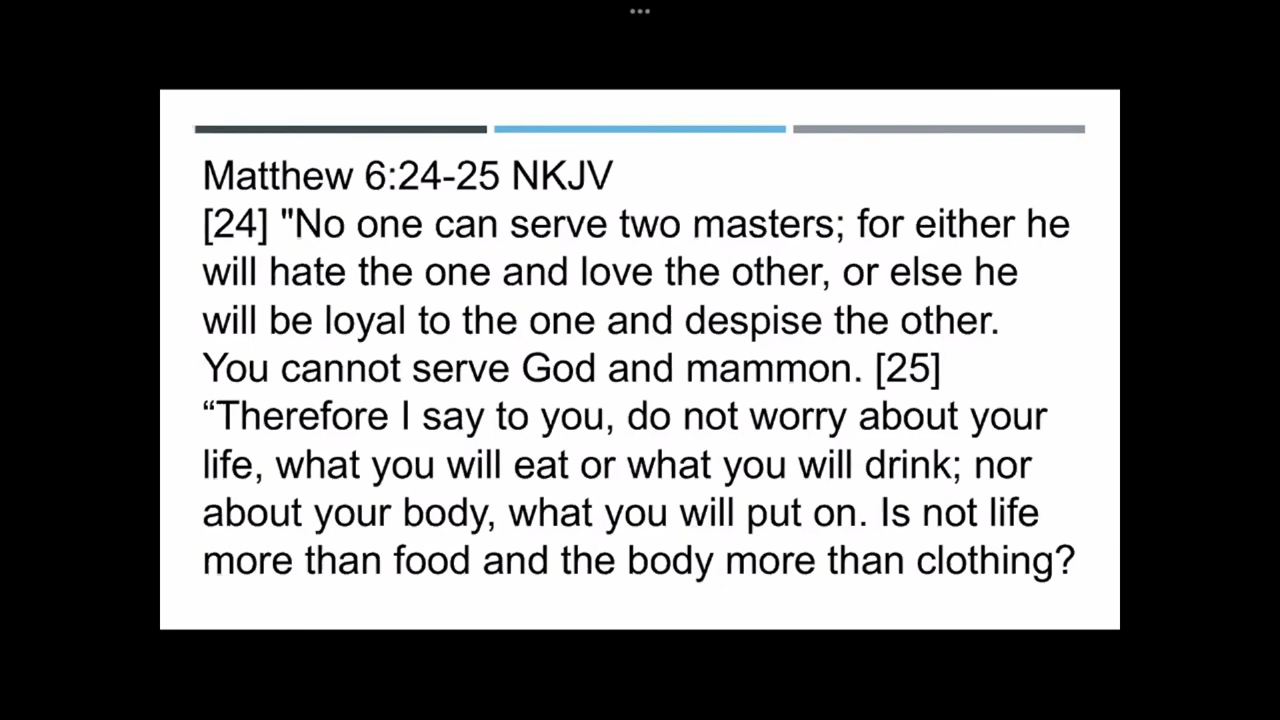 Matthew 6:24-25 NKJV
[24] "No one can serve two masters; for either he
will hate the one and love the other, or else he
will be loyal to the one and despise the other.
You cannot serve God and mammon. [25]
“Therefore I say to you, do not worry about your
life, what you will eat or what you will drink; nor
about your body, what you will put on. Is not life
more than food and the body more than clothing?